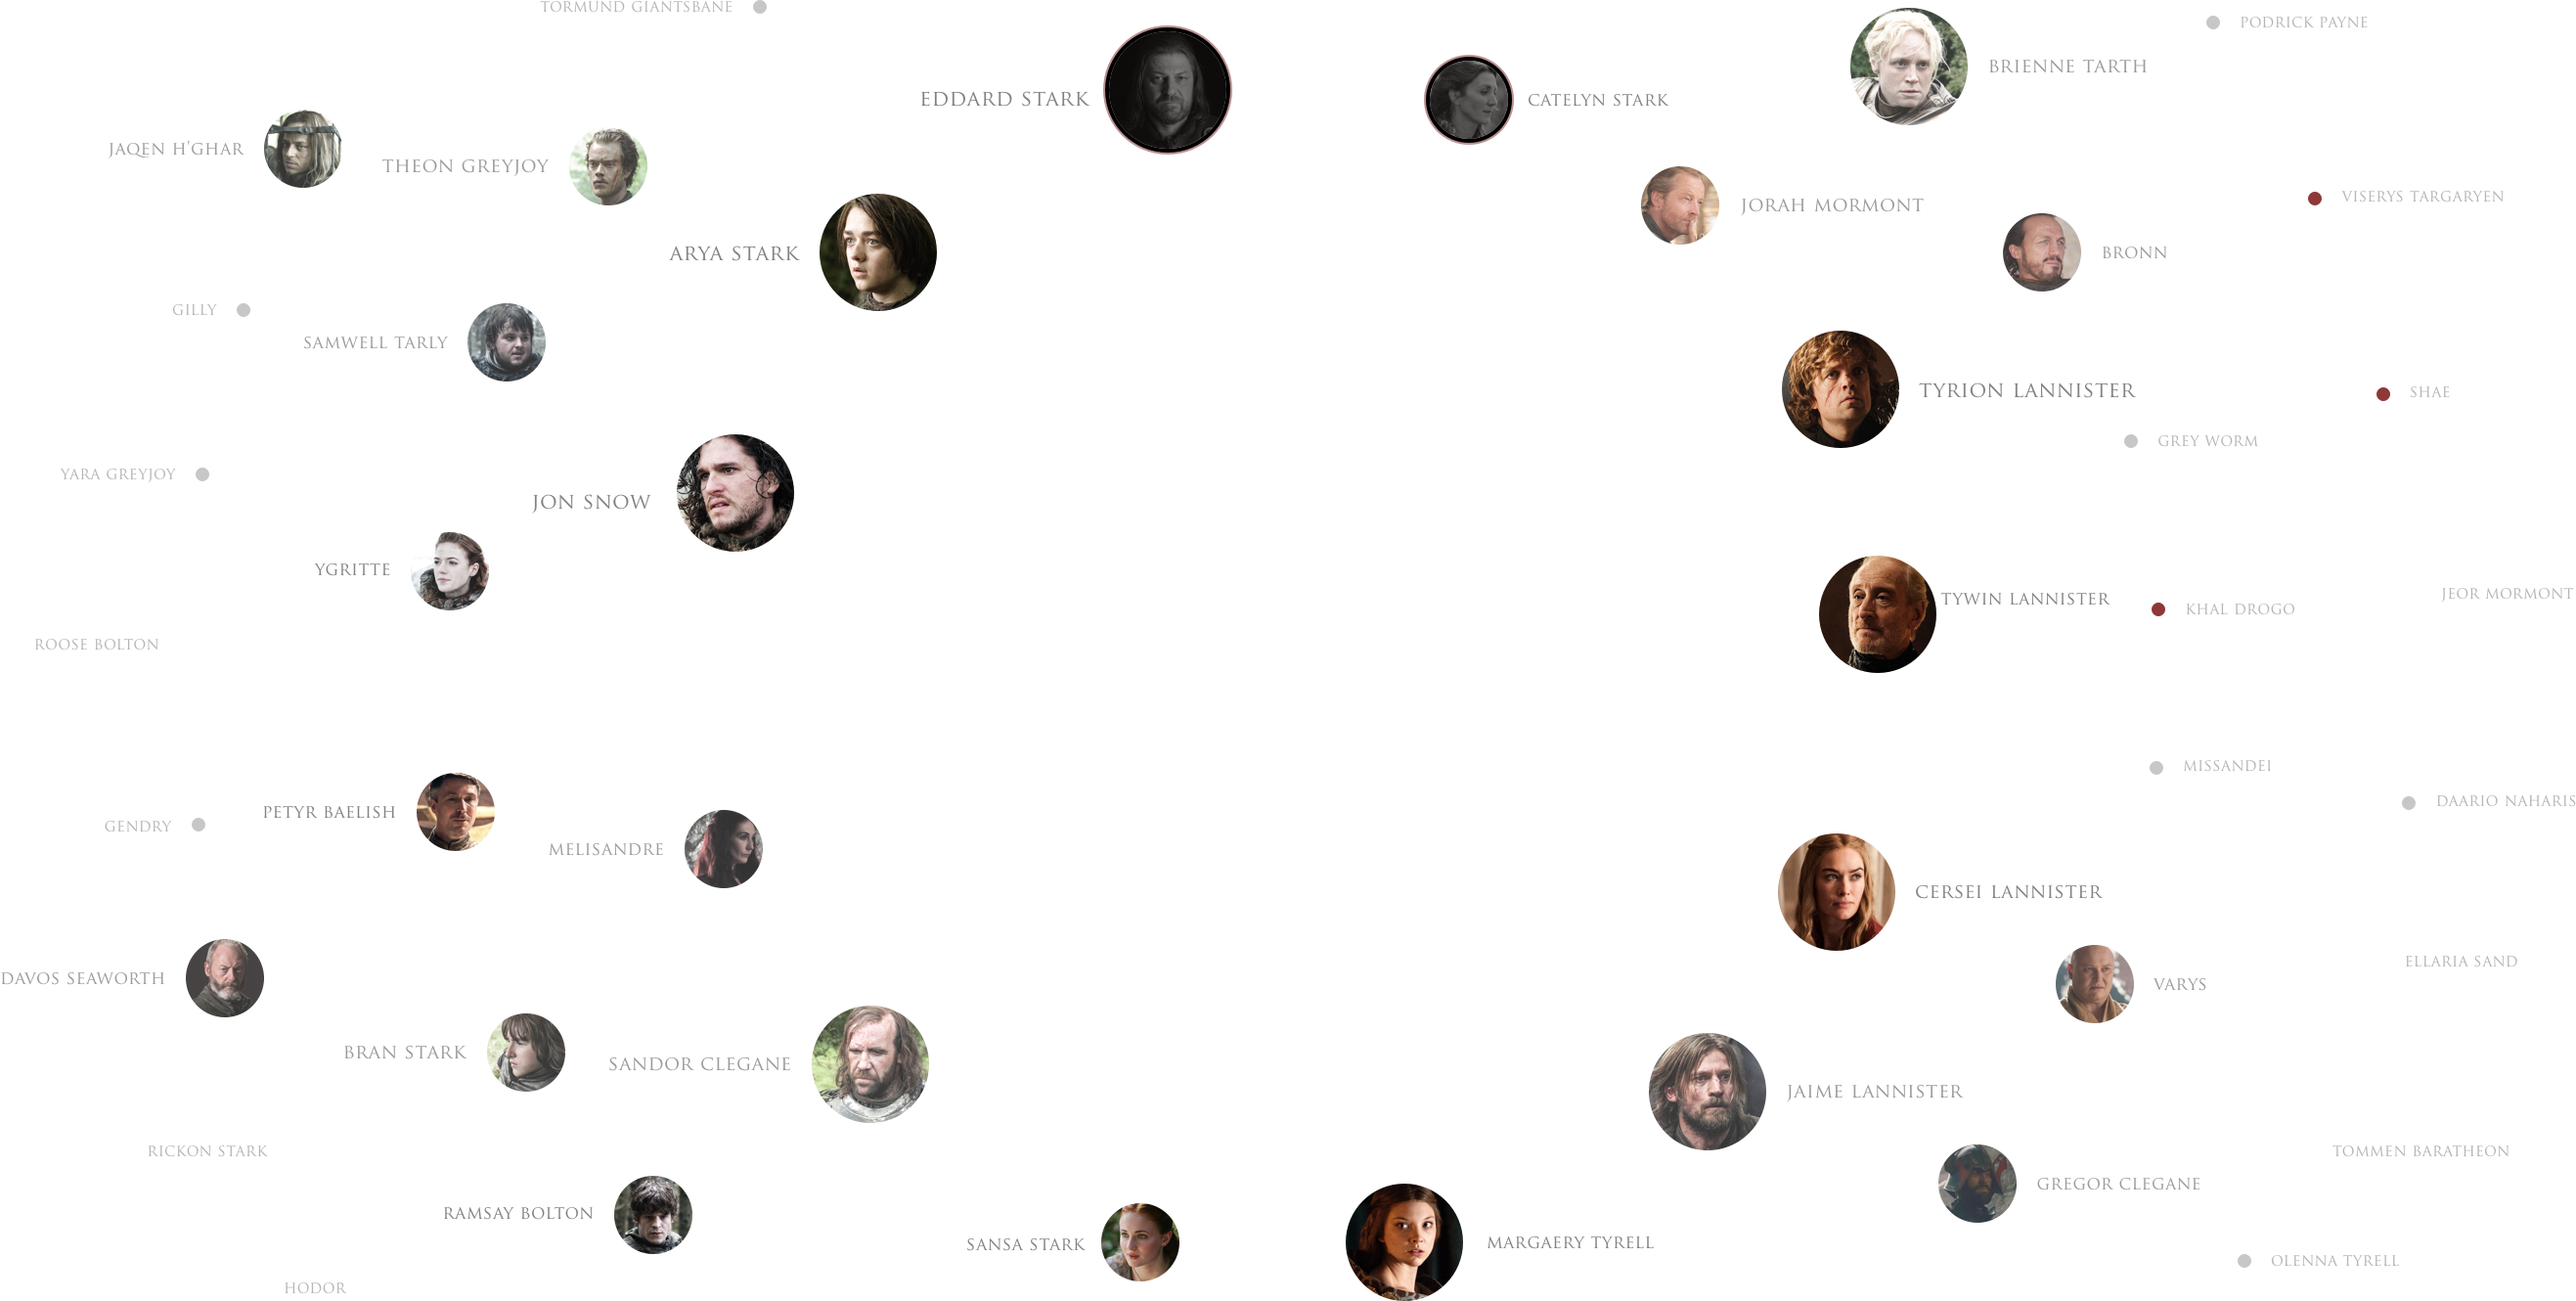 TORMUND GIANTSBANE
PODRICK PAYNE
BRIENNE TARTH
EDDARD STARK
CATELYN STARK
JAQEN H'GHAR
THEON GREYJOY
VISERYS TARGARYEN
JORAH MORMONT
ARYA STARK
BRONN
GILLY
SAMWELL TARLY
TYRION LANNISTER
SHAE
GREY WORM
YARA GREYJOY
JON SNOW
YGRITTE
JEOR MORMONT
TYWIN LANNISTER
KHAL DROGO
ROOSE BOLTON
MISSANDEI
DAARIO NAHARIS
PETYR BAELISH
GENDRY
MELISANDRE
CERSEI LANNISTER
ELLARIA SAND
DAVOS SEAWORTH
VARYS
BRAN STARK
SANDOR CLEGANE
JAIME LANNISTER
RICKON STARK
TOMMEN BARATHEON
GREGOR CLEGANE
RAMSAY BOLTON
SANSA STARK
MARGAERY TYRELL
OLENNA TYRELL
HODOR